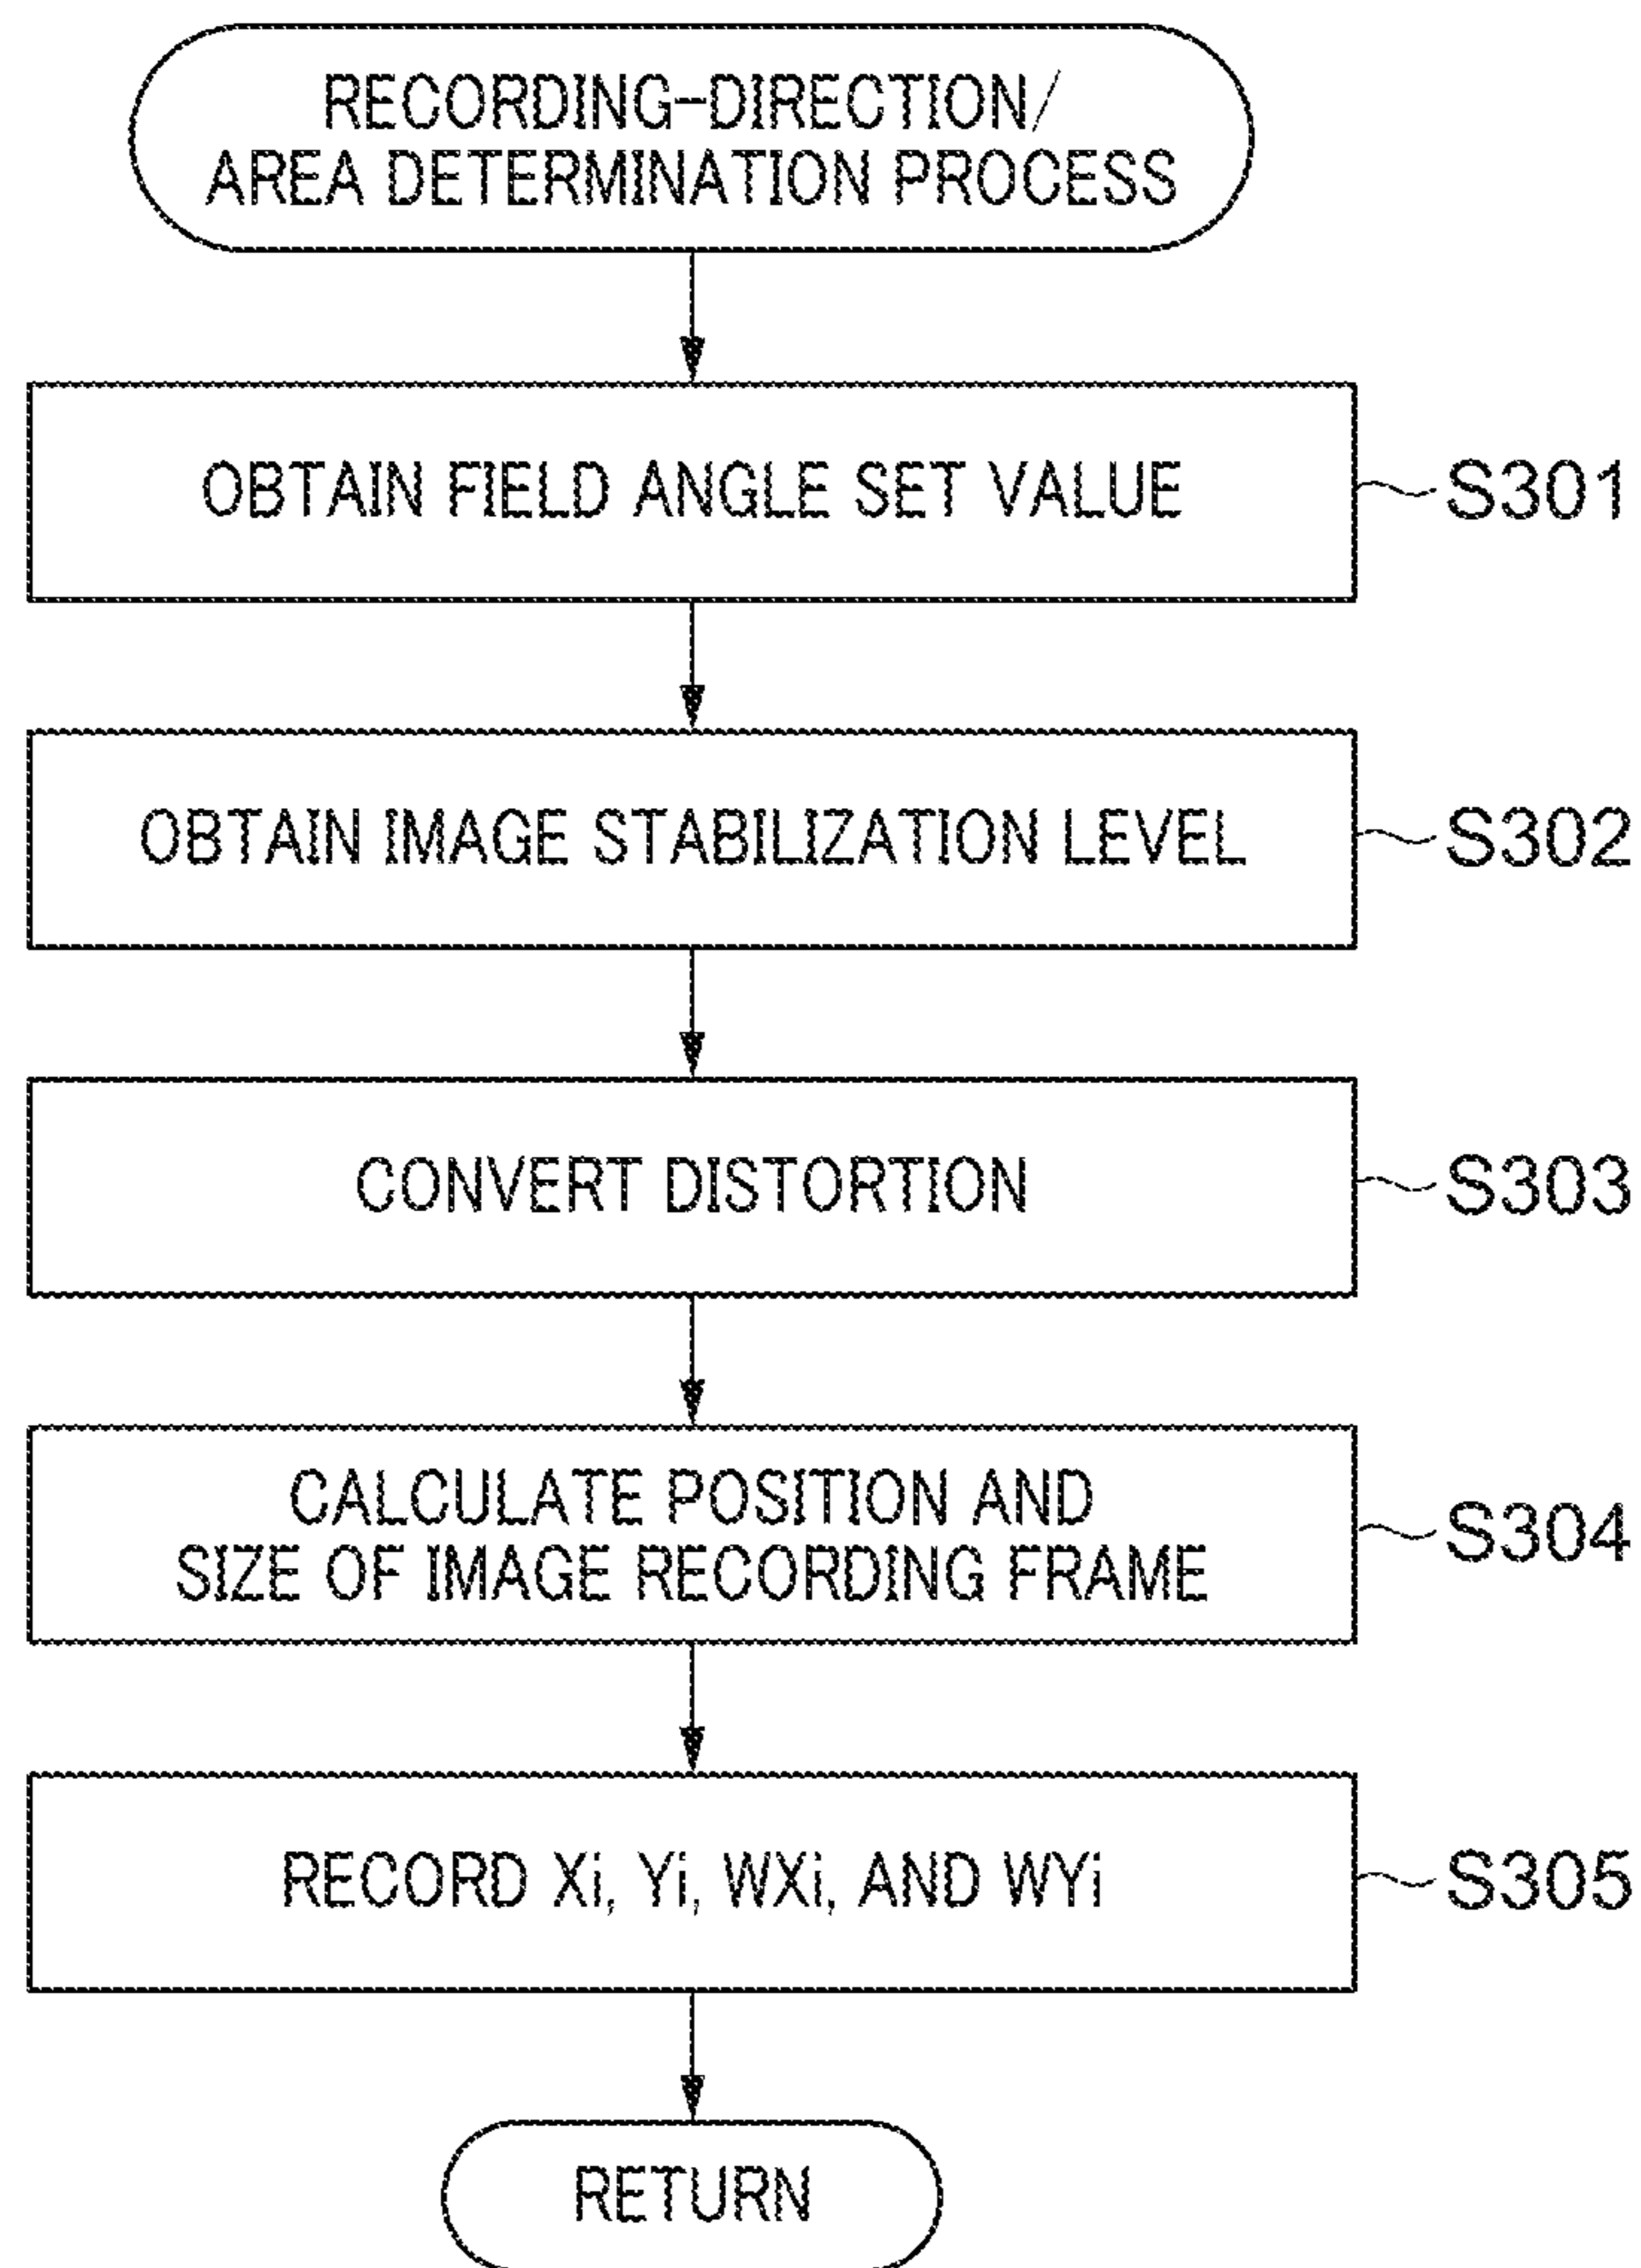 RECORDING-DIRECTION/
AREA DETERMINATION PROCESS
OBTAIN FIELD ANGLE SET VALUE
S301
OBTAIN IMAGE STABILIZATION LEVEL
S302
CONVERT DISTORTION
S303
CALCULATE POSITION AND
SIZE OF IMAGE RECORDING FRAME
S304
RECORD Xi, Yi, WXi, AND WYi
S305
RETURN